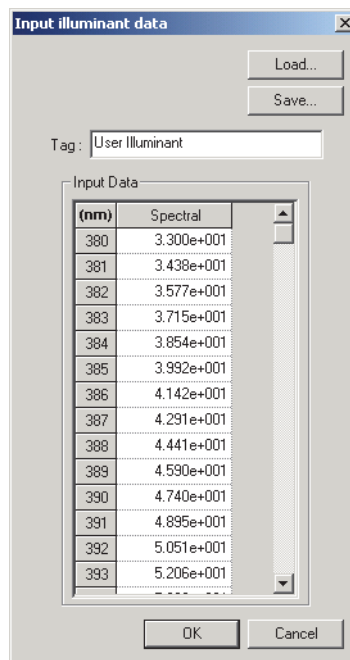 Input illuminant data
Load...
Save...
Tag : User Illuminant
Input Data
(nm) Spectral
380 3.300e+001
381 3.438e+001
382 3.577e+001
383 3.715e+001
384 3.854e+001
385 3.992e+001
386 4.142e+001
387 4.291e+001
388 4.441e+001
389 4.590e+001
390 4.740e+001
391 4.895e+001
392 5.051e+001
393 5.206e+001
OK Cancel